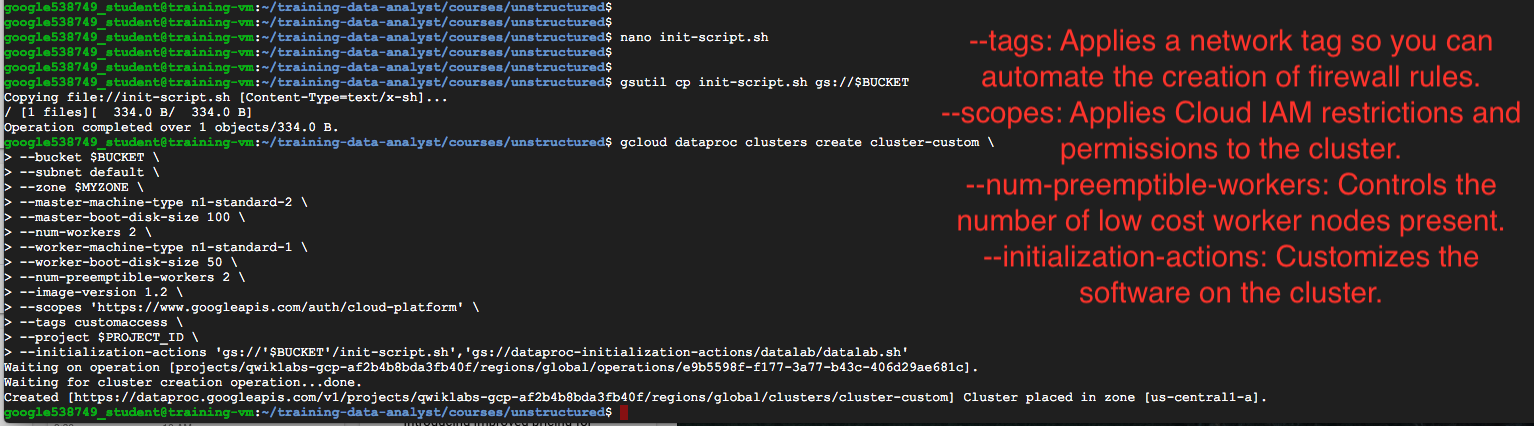 google538749_student@training-vm:~/training-data-analyst/courses/unstructured$
google538749_student@training-vm:~/training-data-analyst/courses/unstructured$
google538749_student@training-vm:~/training-data-analyst/courses/unstructured$ nano init-script.sh
google538749_student@training-vm:~/training-data-analyst/courses/unstructured$
google538749_student@training-vm:~/training-data-analyst/courses/unstructured$
google538749_student@training-vm:~/training-data-analyst/courses/unstructured$ gsutil cp init-script.sh gs://$BUCKET
Copying file://init-script.sh [Content-Type=text/x-sh]...
/ [1 files][  334.0 B/  334.0 B]
Operation completed over 1 objects/334.0 B.
google538749_student@training-vm:~/training-data-analyst/courses/unstructured$ gcloud dataproc clusters create cluster-custom \
> --bucket $BUCKET \
> --subnet default \
> --zone $MYZONE \
> --master-machine-type n1-standard-2 \
> --master-boot-disk-size 100 \
> --num-workers 2 \
> --worker-machine-type n1-standard-1 \
> --worker-boot-disk-size 50 \
> --num-preemptible-workers 2 \
> --image-version 1.2 \
> --scopes 'https://www.googleapis.com/auth/cloud-platform' \
> --tags customaccess \
> --project $PROJECT_ID \
> --initialization-actions 'gs://'$BUCKET'/init-script.sh','gs://dataproc-initialization-actions/datalab/datalab.sh'
Waiting on operation [projects/qwiklabs-gcp-af2b4b8bda3fb40f/regions/global/operations/e9b5598f-f177-3a77-b43c-406d29ae681c].
Waiting for cluster creation operation...done.
Created [https://dataproc.googleapis.com/v1/projects/qwiklabs-gcp-af2b4b8bda3fb40f/regions/global/clusters/cluster-custom] Cluster placed in zone [us-central1-a].
google538749_student@training-vm:~/training-data-analyst/courses/unstructured$
--tags: Applies a network tag so you can
automate the creation of firewall rules.
--scopes: Applies Cloud IAM restrictions and
permissions to the cluster.
--num-preemptible-workers: Controls the
number of low cost worker nodes present.
--initialization-actions: Customizes the
software on the cluster.